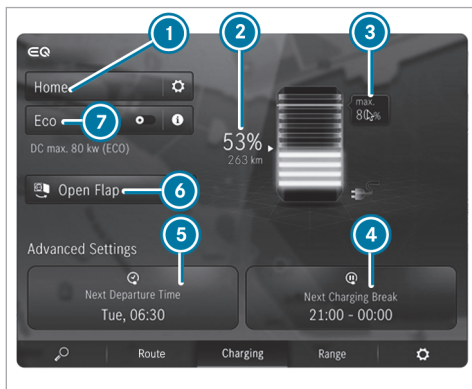 1
2
3
EQ
Home
Eco
7
DC max. 80 kw (ECO)
53%
263 km
max.
80%
Open Flap
6
Advanced Settings
5
4
Next Departure Time
Tue, 06:30
Next Charging Break
21:00 - 00:00
Route
Charging
Range